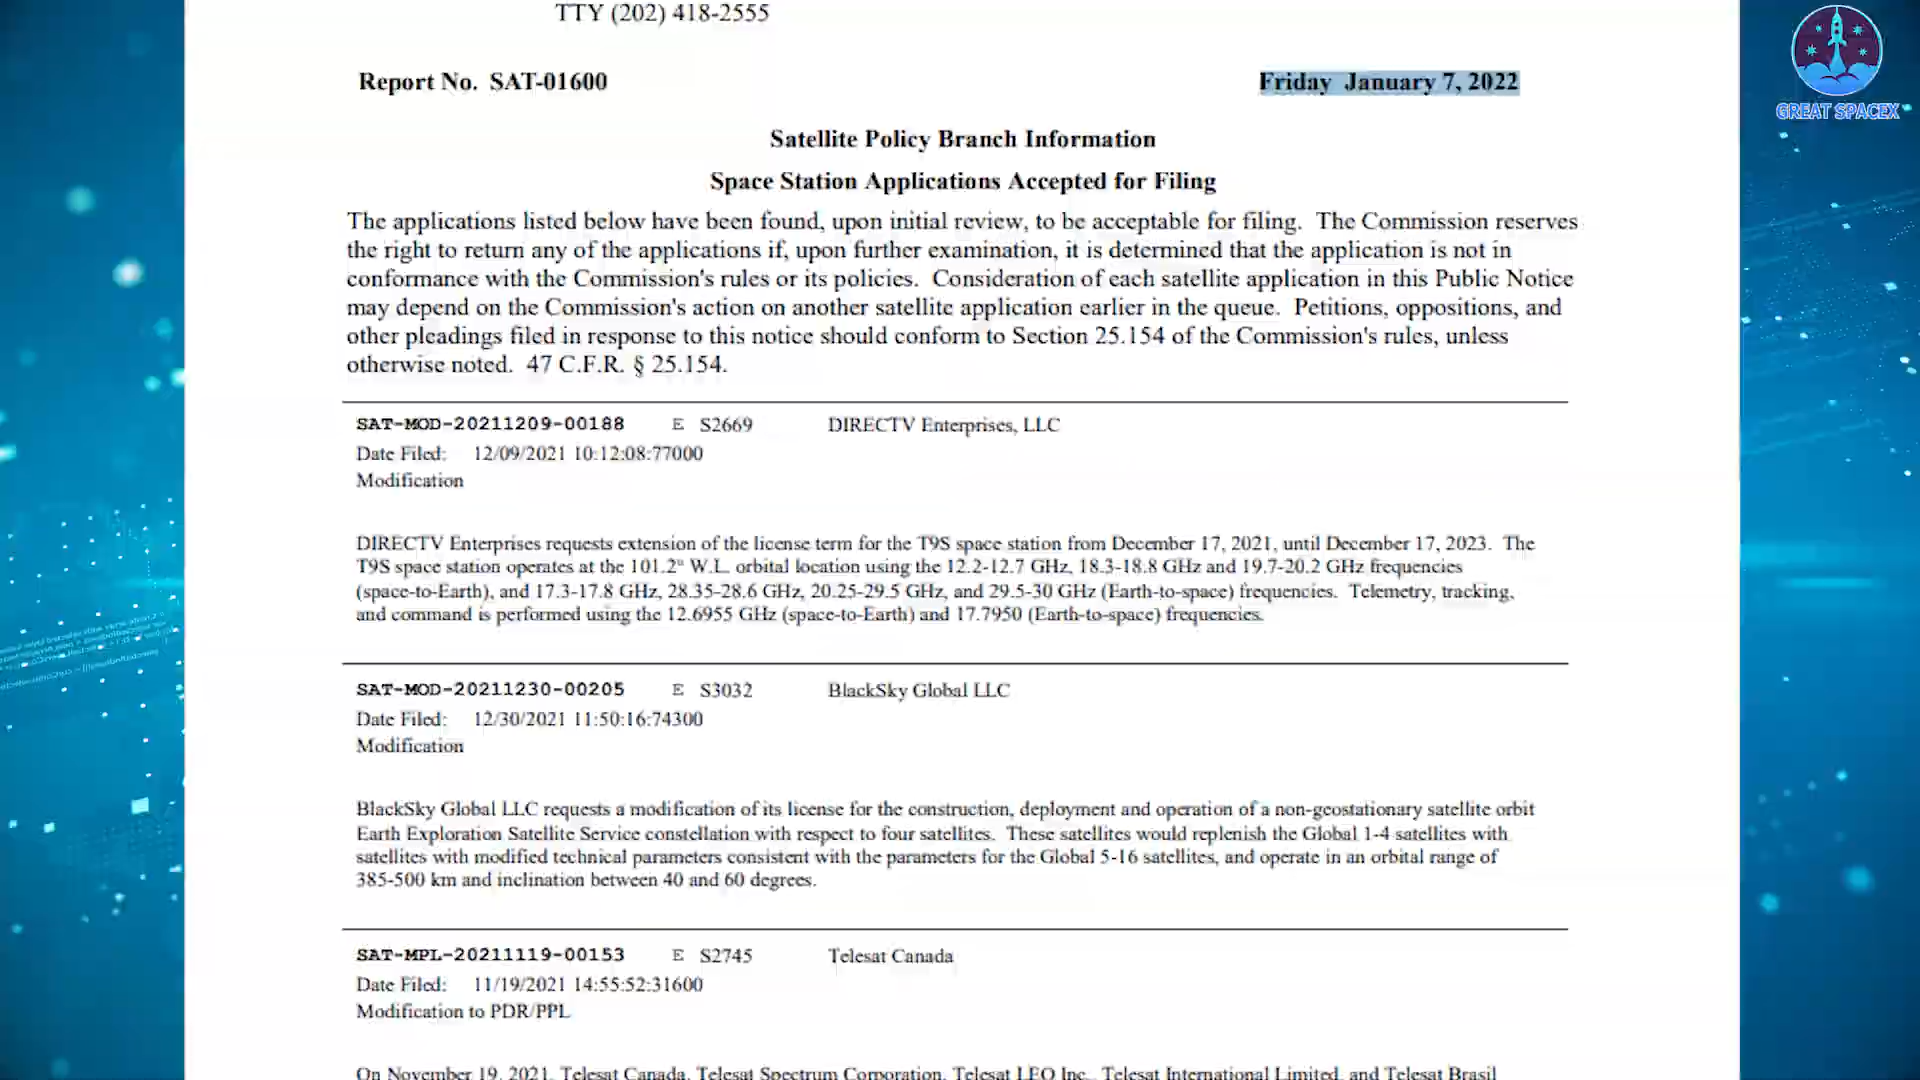 TTY (202) 418-2555
Report No. SAT-01600 Friday January 7, 2022
GREAT SPACEX
Satellite Policy Branch Information
Space Station Applications Accepted for Filing
The applications listed below have been found, upon initial review, to be acceptable for filing. The Commission reserves
the right to return any of the applications if, upon further examination, it is determined that the application is not in
conformance with the Commission's rules or its policies. Consideration of each satellite application in this Public Notice
may depend on the Commission's action on another satellite application earlier in the queue. Petitions, oppositions, and
other pleadings filed in response to this notice should conform to Section 25.154 of the Commission's rules, unless
otherwise noted. 47 C.F.R. § 25.154.
SAT-MOD-20211209-00188 E S2669 DIRECTV Enterprises, LLC
Date Filed: 12/09/2021 10:12:08:77000
Modification
DIRECTV Enterprises requests extension of the license term for the T9S space station from December 17, 2021, until December 17, 2023. The
T9S space station operates at the 101.2° W.L. orbital location using the 12.2-12.7 GHz, 18.3-18.8 GHz and 19.7-20.2 GHz frequencies
(space-to-Earth), and 17.3-17.8 GHz, 28.35-28.6 GHz, 20.25-29.5 GHz, and 29.5-30 GHz (Earth-to-space) frequencies. Telemetry, tracking,
and command is performed using the 12.6955 GHz (space-to-Earth) and 17.7950 (Earth-to-space) frequencies.
SAT-MOD-20211230-00205 E S3032 BlackSky Global LLC
Date Filed: 12/30/2021 11:50:16:74300
Modification
BlackSky Global LLC requests a modification of its license for the construction, deployment and operation of a non-geostationary satellite orbit
Earth Exploration Satellite Service constellation with respect to four satellites. These satellites would replenish the Global 1-4 satellites with
satellites with modified technical parameters consistent with the parameters for the Global 5-16 satellites, and operate in an orbital range of
385-500 km and inclination between 40 and 60 degrees.
SAT-MPL-20211119-00153 E S2745 Telesat Canada
Date Filed: 11/19/2021 14:55:52:31600
Modification to PDR/PPL
On November 19, 2021, Telesat Canada, Telesat Spectrum Corporation, Telesat LEO Inc., Telesat International Limited, and Telesat Brasil